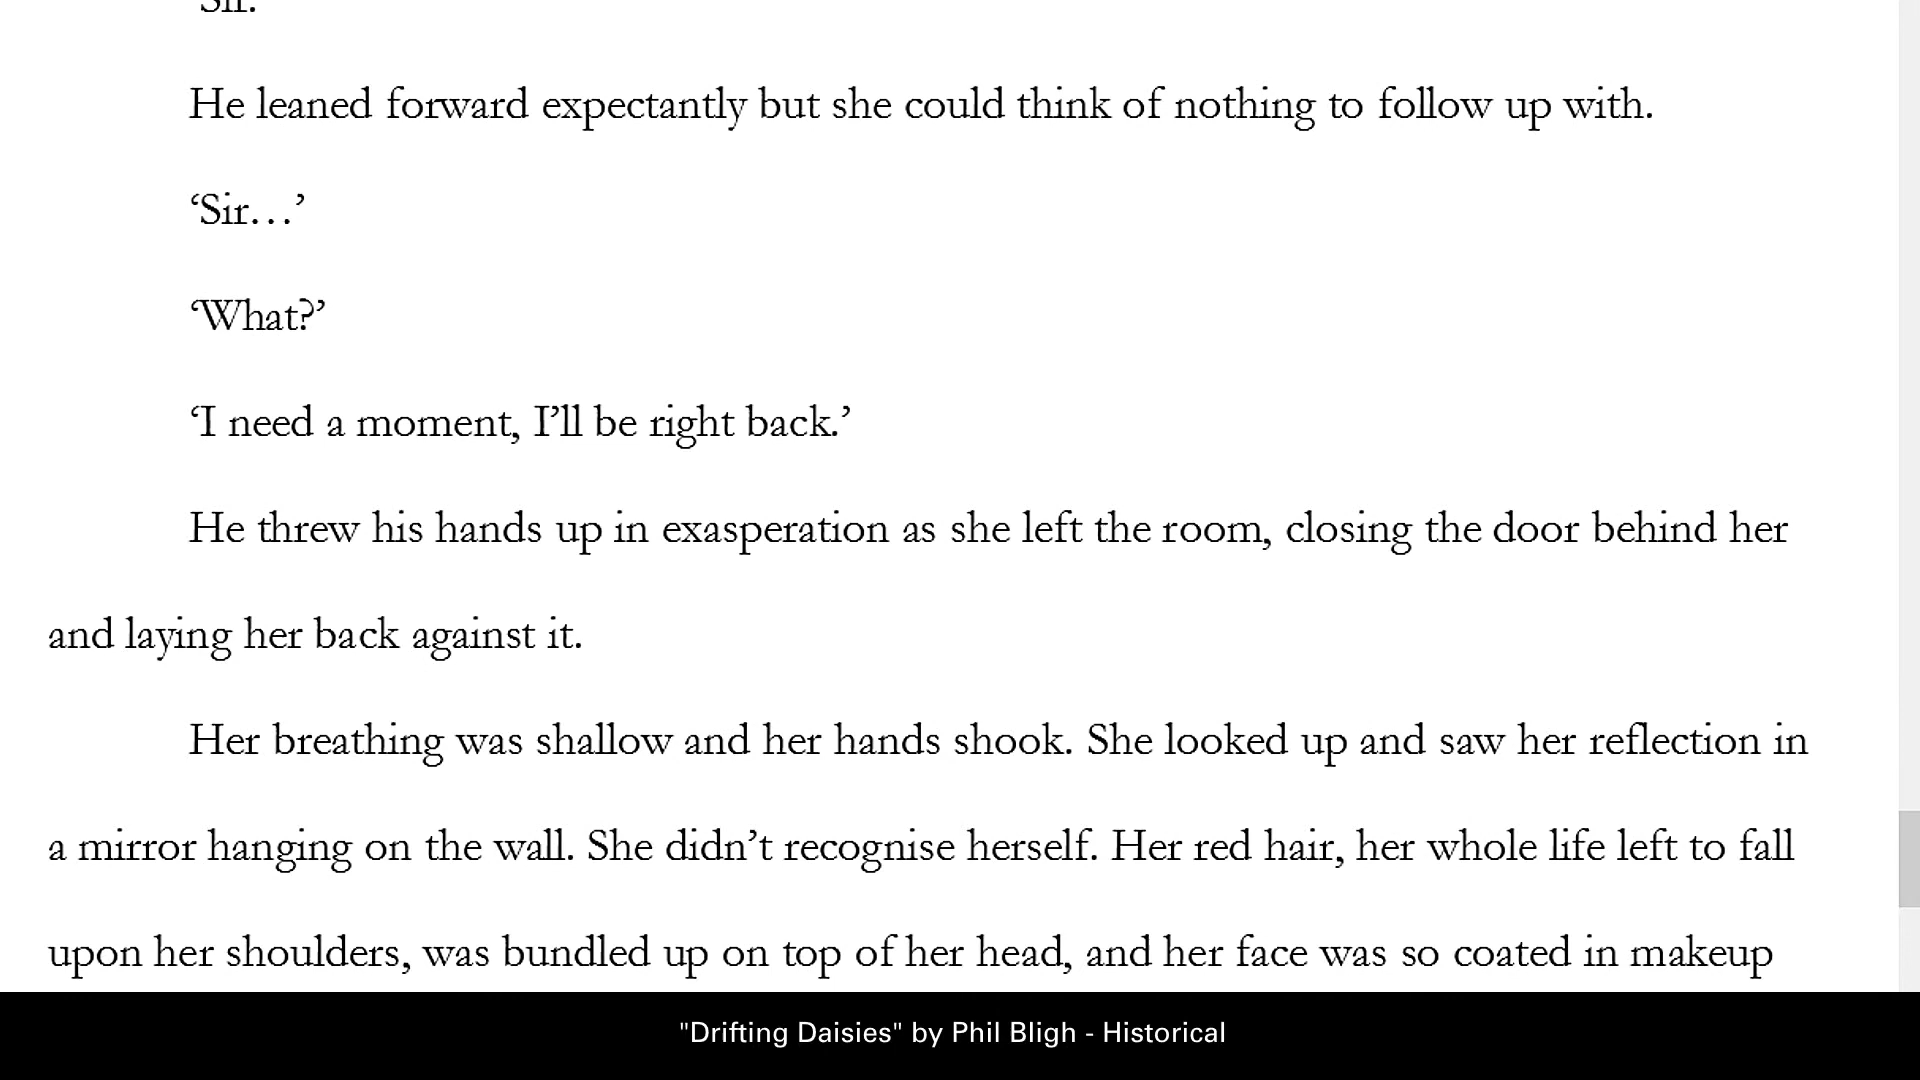 ‘Sir.
He leaned forward expectantly but she could think of nothing to follow up with.
‘Sir…’
‘What?’
‘I need a moment, I’ll be right back.’
He threw his hands up in exasperation as she left the room, closing the door behind her
and laying her back against it.
Her breathing was shallow and her hands shook. She looked up and saw her reflection in
a mirror hanging on the wall. She didn’t recognise herself. Her red hair, her whole life left to fall
upon her shoulders, was bundled up on top of her head, and her face was so coated in makeup
"Drifting Daisies" by Phil Bligh - Historical